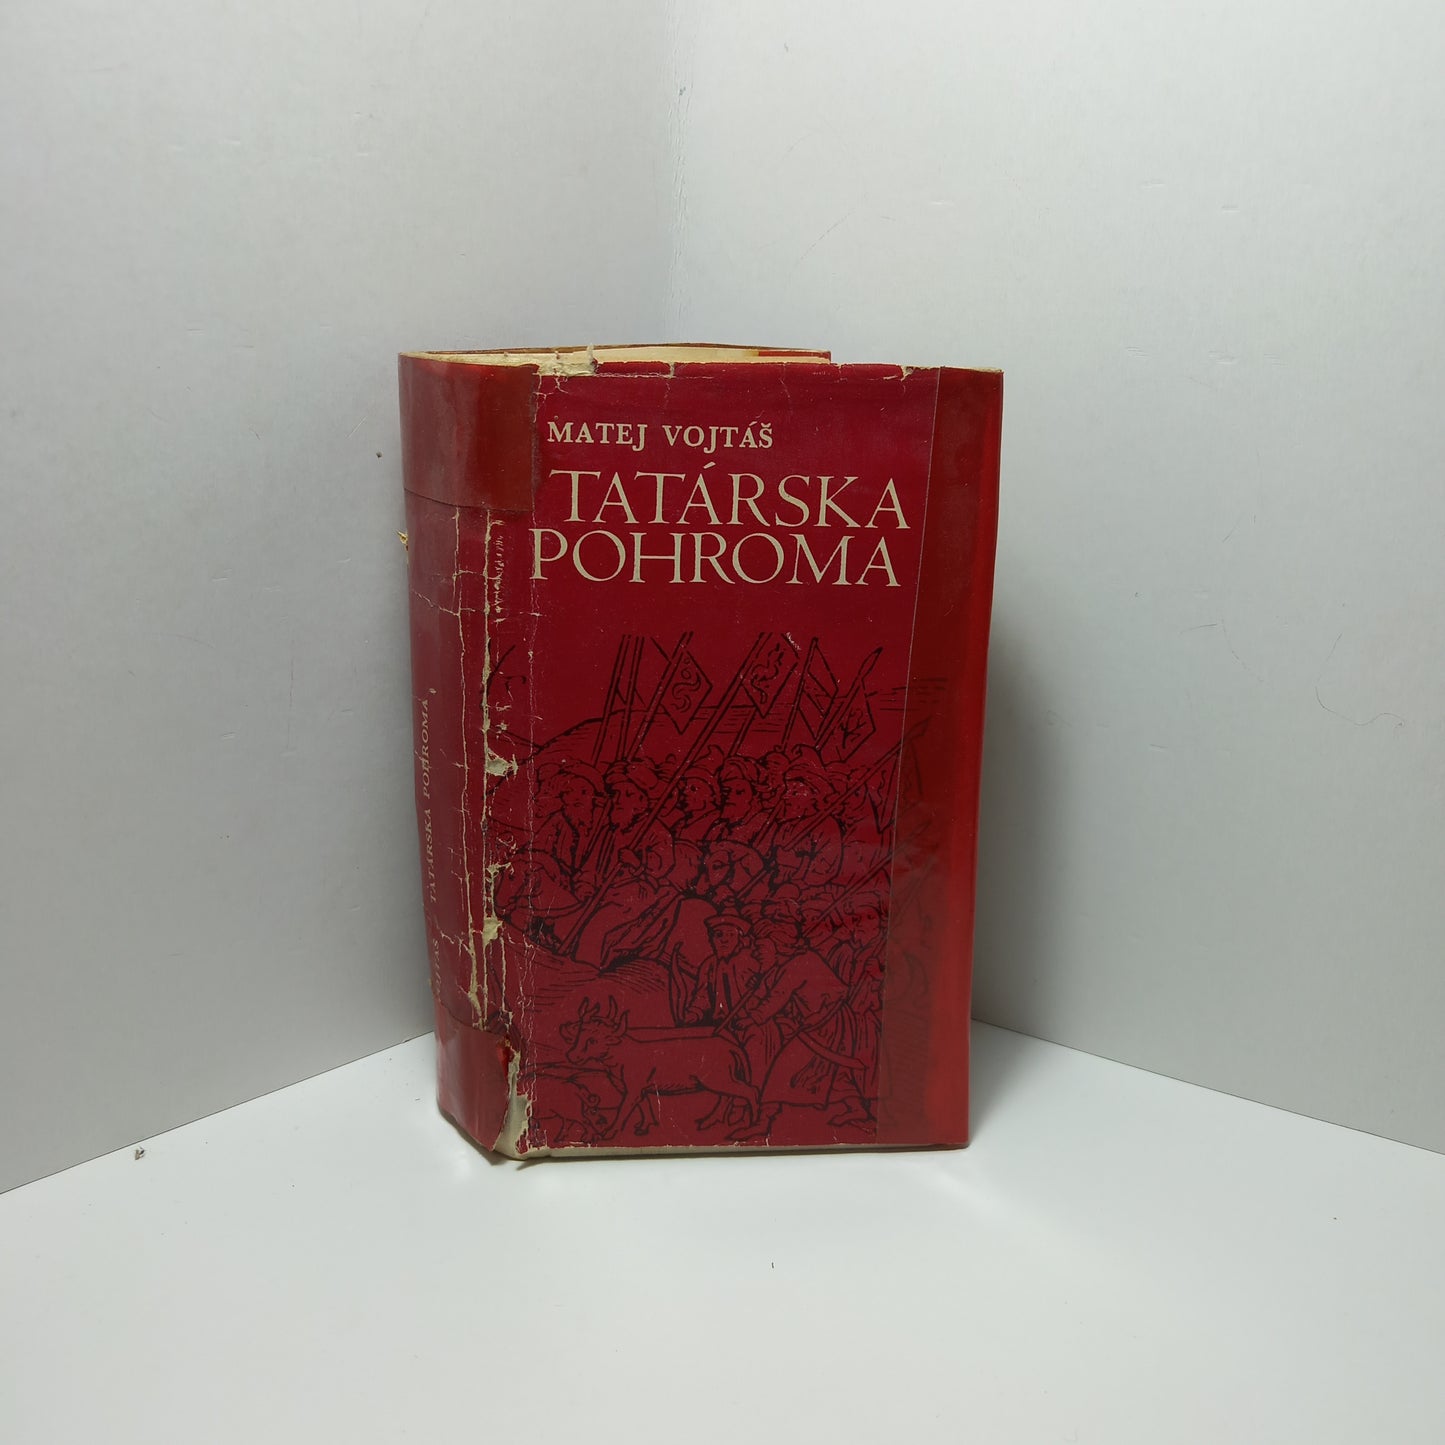 MATEJ VOJTÁŠ
TATÁRSKA
POHROMA
TATÁRSKA POHROMA